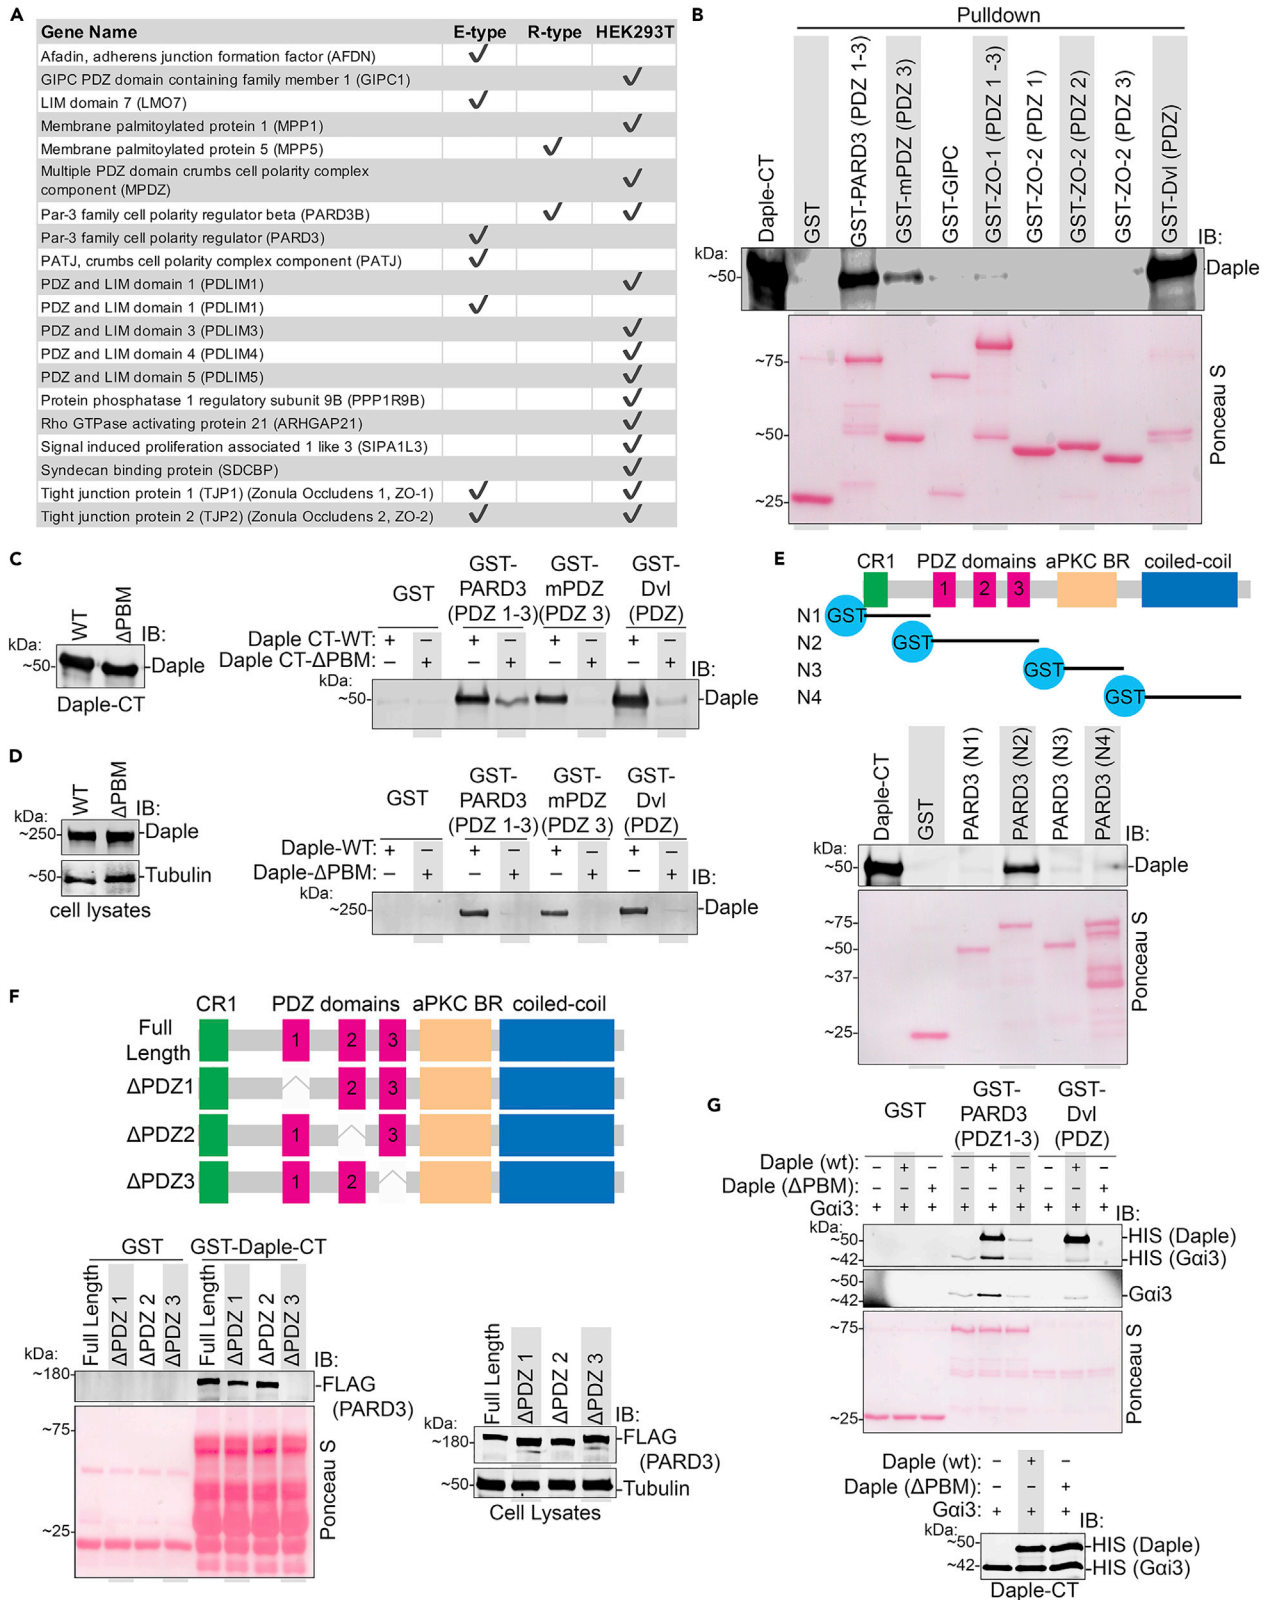 A
Gene Name E-type R-type HEK293T
Afadin, adherens junction formation factor (AFDN) ✓
GIPC PDZ domain containing family member 1 (GIPC1) ✓
LIM domain 7 (LMO7) ✓
Membrane palmitoylated protein 1 (MPP1) ✓
Membrane palmitoylated protein 5 (MPP5) ✓
Multiple PDZ domain crumbs cell polarity complex
component (MPDZ) ✓
Par-3 family cell polarity regulator beta (PARD3B) ✓ ✓
Par-3 family cell polarity regulator (PARD3) ✓
PATJ, crumbs cell polarity complex component (PATJ) ✓
PDZ and LIM domain 1 (PDLIM1) ✓
PDZ and LIM domain 1 (PDLIM1) ✓
PDZ and LIM domain 3 (PDLIM3) ✓
PDZ and LIM domain 4 (PDLIM4) ✓
PDZ and LIM domain 5 (PDLIM5) ✓
Protein phosphatase 1 regulatory subunit 9B (PPP1R9B) ✓
Rho GTPase activating protein 21 (ARHGAP21) ✓
Signal induced proliferation associated 1 like 3 (SIPA1L3) ✓
Syndecan binding protein (SDCBP) ✓
Tight junction protein 1 (TJP1) (Zonula Occludens 1, ZO-1) ✓ ✓
Tight junction protein 2 (TJP2) (Zonula Occludens 2, ZO-2) ✓ ✓
B
Pulldown
Daple-CT
GST
GST-PARD3 (PDZ 1-3)
GST-mPDZ (PDZ 3)
GST-GIPC
GST-ZO-1 (PDZ 1 -3)
GST-ZO-2 (PDZ 1)
GST-ZO-2 (PDZ 2)
GST-ZO-2 (PDZ 3)
GST-Dvl (PDZ)
IB:
kDa:
~50-
-Daple
~75-
~50-
~25-
Ponceau S
C
WT
ΔPBM
IB:
kDa:
~50-
-Daple
Daple-CT
GST
GST-
PARD3
(PDZ 1-3)
GST-
mPDZ
(PDZ 3)
GST-
Dvl
(PDZ)
Daple CT-WT: + – + – + – + –
Daple CT-ΔPBM: – + – + – + – + IB:
kDa:
~50-
-Daple
D
WT
ΔPBM
IB:
kDa:
~250-
-Daple
~50-
-Tubulin
cell lysates
GST
GST-
PARD3
(PDZ 1-3)
GST-
mPDZ
(PDZ 3)
GST-
Dvl
(PDZ)
Daple-WT: + – + – + – + –
Daple-ΔPBM: – + – + – + – + IB:
kDa:
~250-
-Daple
E
CR1 PDZ domains aPKC BR coiled-coil
1 2 3
N1 GST
N2 GST
N3 GST
N4 GST
Daple-CT
GST
PARD3 (N1)
PARD3 (N2)
PARD3 (N3)
PARD3 (N4)
IB:
kDa:
~50-
-Daple
~75-
~50-
~37-
~25-
Ponceau S
F
CR1 PDZ domains aPKC BR coiled-coil
Full
Length
1 2 3
ΔPDZ1 2 3
ΔPDZ2 1 3
ΔPDZ3 1 2
GST GST-Daple-CT
Full Length
ΔPDZ 1
ΔPDZ 2
ΔPDZ 3
Full Length
ΔPDZ 1
ΔPDZ 2
ΔPDZ 3
IB:
kDa:
~180-
-FLAG
(PARD3)
~75-
~25-
Ponceau S
Full Length
ΔPDZ 1
ΔPDZ 2
ΔPDZ 3
IB:
kDa:
~180-
-FLAG
(PARD3)
~50-
-Tubulin
Cell Lysates
G
GST
GST-
PARD3
(PDZ1-3)
GST-
Dvl
(PDZ)
Daple (wt): – + – – + – – + –
Daple (ΔPBM): – – + – – + – – +
Gαi3: + + + + + + + + + IB:
kDa:
~50-
-HIS (Daple)
~42-
-HIS (Gαi3)
~50-
~42-
-Gαi3
~75-
~25-
Ponceau S
Daple (wt): – + –
Daple (ΔPBM): – – +
Gαi3: + + + IB:
kDa:
~50-
-HIS (Daple)
~42-
-HIS (Gαi3)
Daple-CT